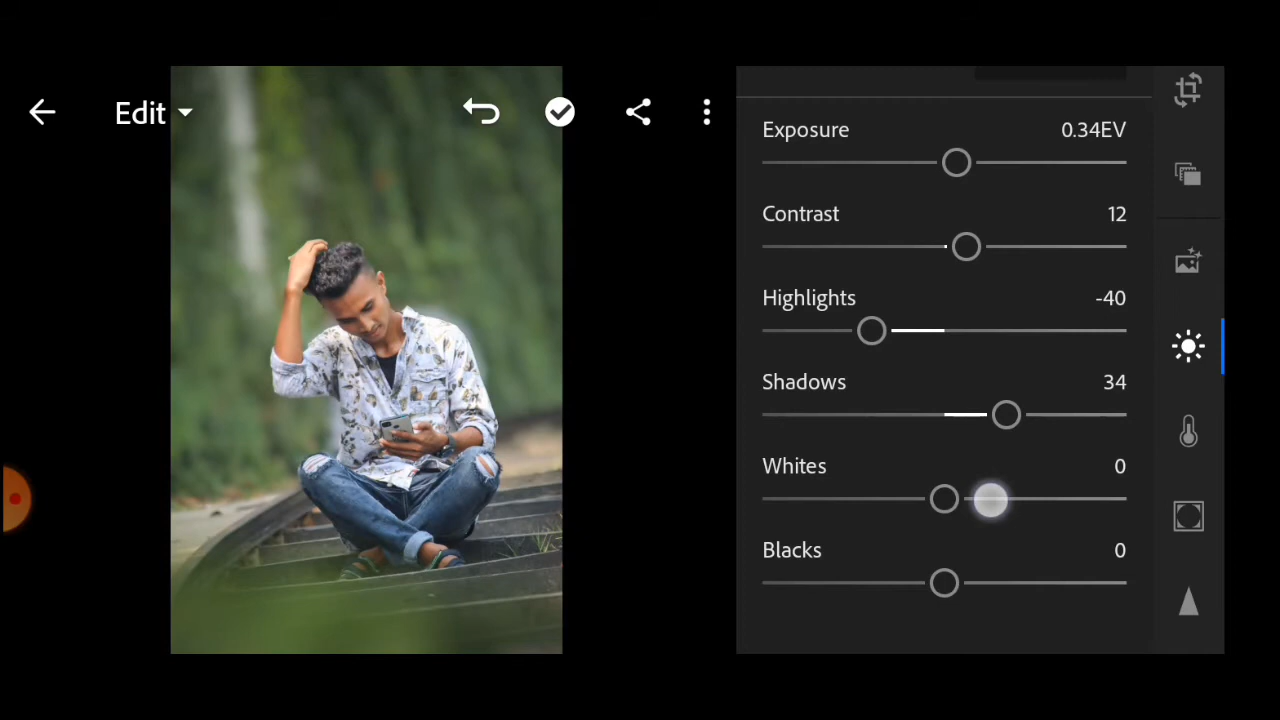 Edit
Exposure 0.34EV
Contrast 12
Highlights -40
Shadows 34
Whites 0
Blacks 0